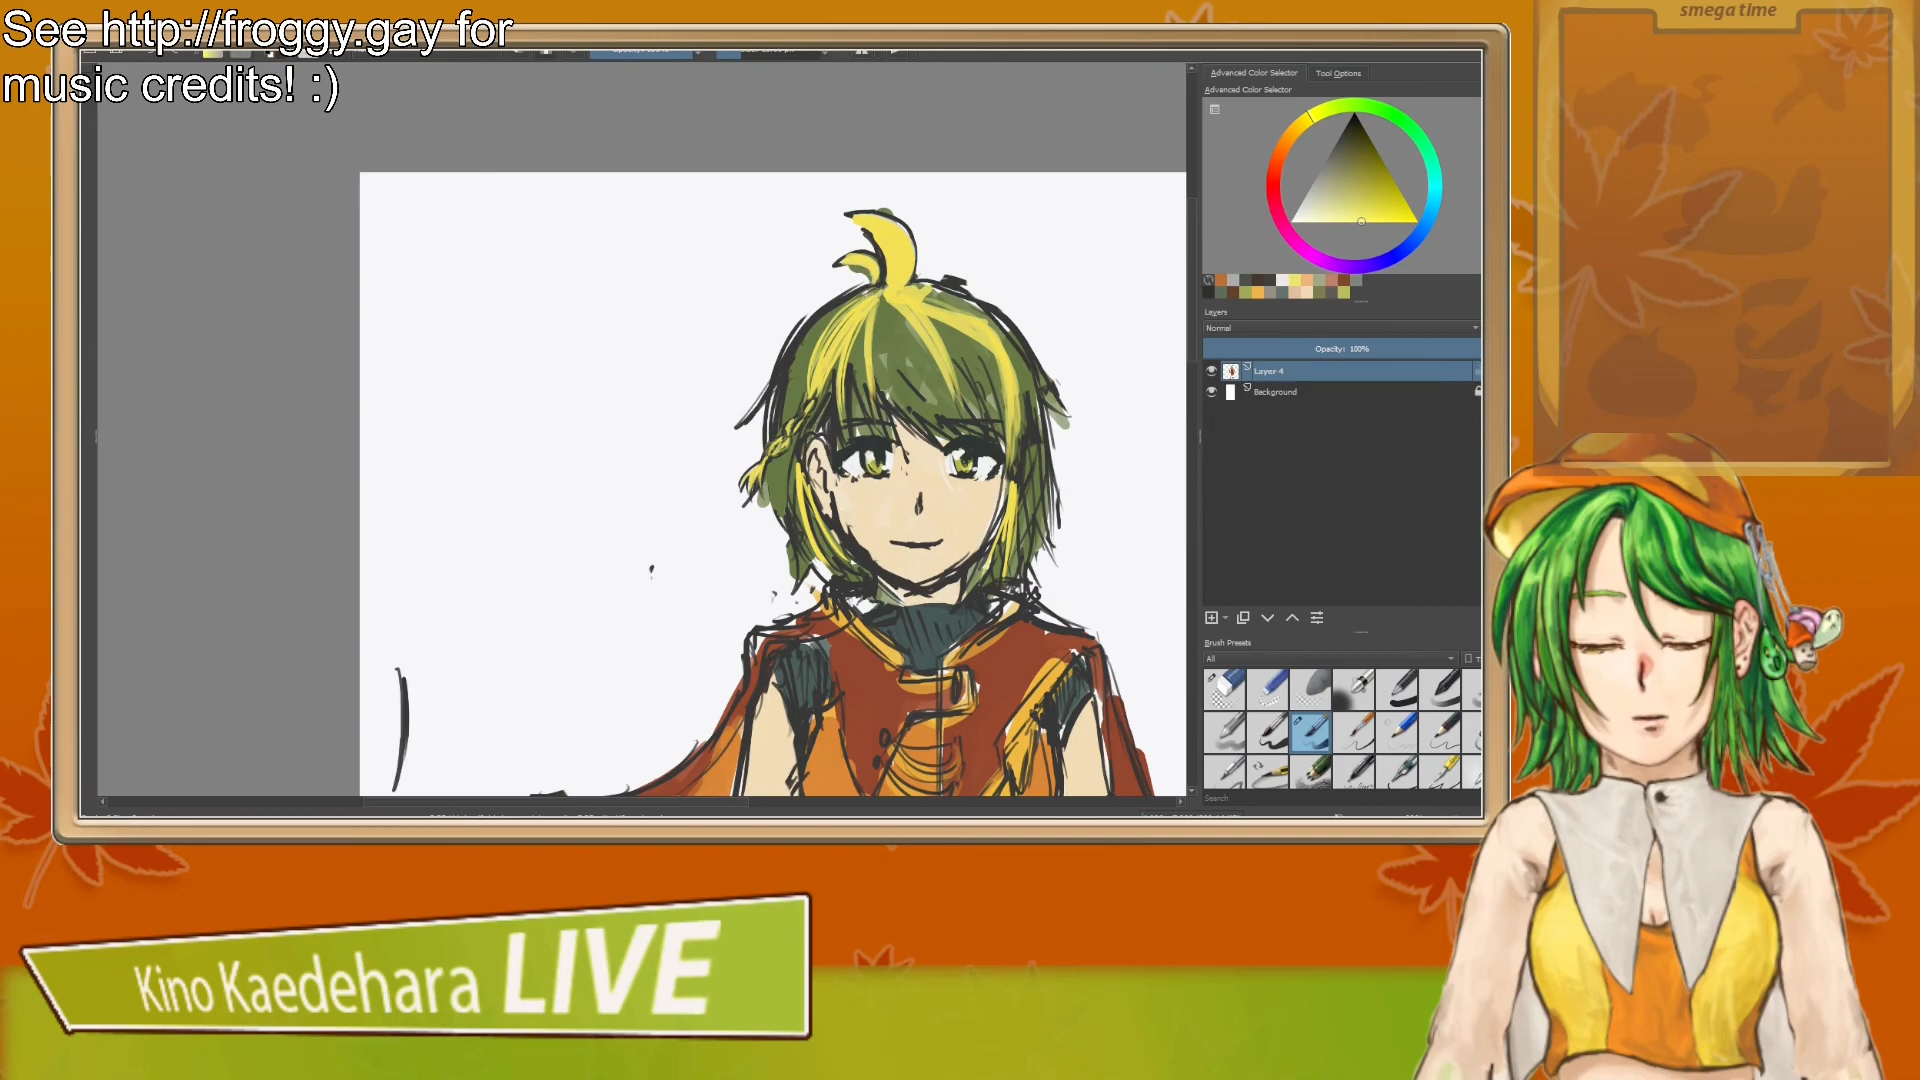 See http://froggy.gay for
music credits! :)
smega time
Advanced Color Selector
Tool Options
Advanced Color Selector
Layers
Normal
Opacity: 100%
Layer 4
Background
Brush Presets
All
Search
Kino Kaedehara LIVE